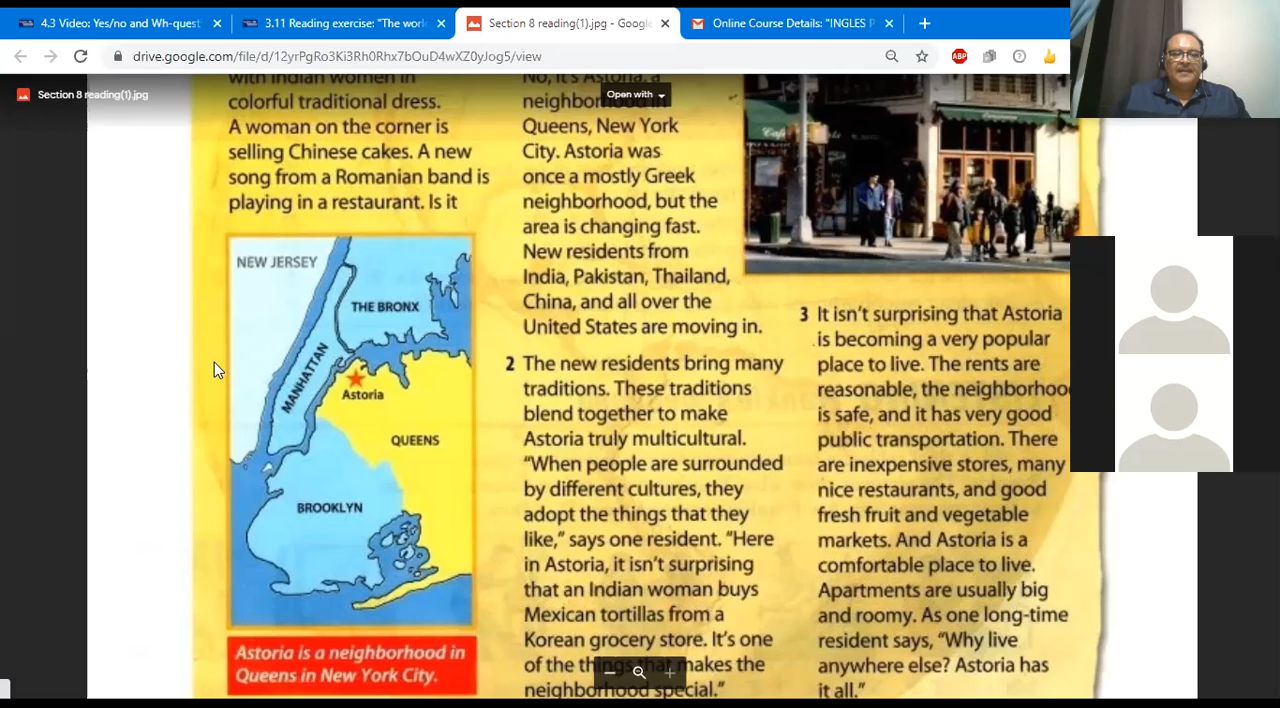 4.3 Video: Yes/no and Wh-quest
3.11 Reading exercise: "The worl
Section 8 reading(1).jpg - Google
Online Course Details: "INGLES P
drive.google.com/file/d/12yrPgRo3Ki3Rh0Rhx7bOuD4wXZ0yJog5/view
ABP
Section 8 reading(1).jpg
Open with
with Indian women in
colorful traditional dress.
A woman on the corner is
selling Chinese cakes. A new
song from a Romanian band is
playing in a restaurant. Is it
NEW JERSEY
THE BRONX
MANHATTAN
Astoria
QUEENS
BROOKLYN
Astoria is a neighborhood in
Queens in New York City.
No, it's Astoria, a
neighborhood in
Queens, New York
City. Astoria was
once a mostly Greek
neighborhood, but the
area is changing fast.
New residents from
India, Pakistan, Thailand,
China, and all over the
United States are moving in.
2 The new residents bring many
traditions. These traditions
blend together to make
Astoria truly multicultural.
“When people are surrounded
by different cultures, they
adopt the things that they
like,” says one resident. “Here
in Astoria, it isn't surprising
that an Indian woman buys
Mexican tortillas from a
Korean grocery store. It's one
of the things that makes the
neighborhood special.”
3 It isn't surprising that Astoria
is becoming a very popular
place to live. The rents are
reasonable, the neighborhood
is safe, and it has very good
public transportation. There
are inexpensive stores, many
nice restaurants, and good
fresh fruit and vegetable
markets. And Astoria is a
comfortable place to live.
Apartments are usually big
and roomy. As one long-time
resident says, “Why live
anywhere else? Astoria has
it all.”